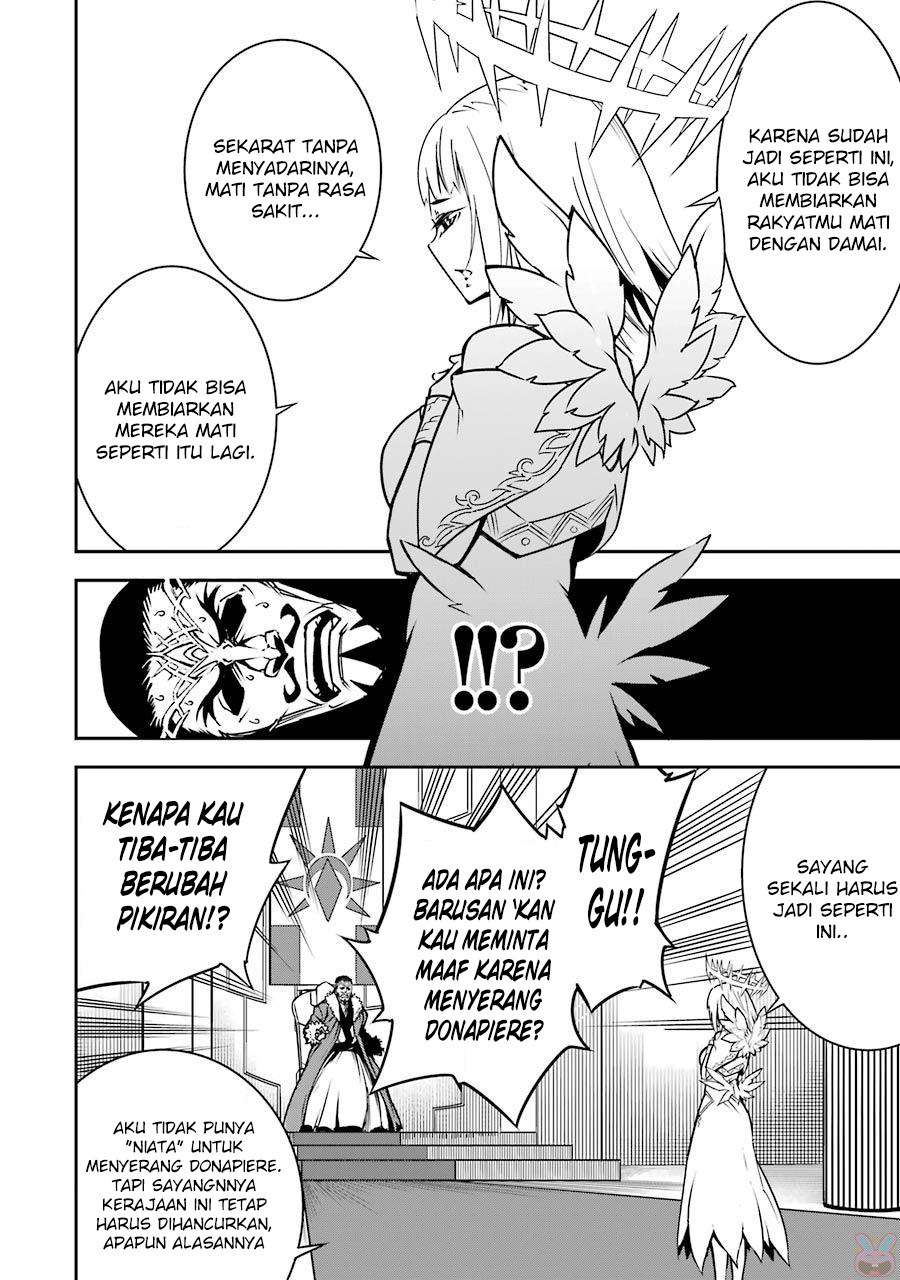 KARENA SUDAH
JADI SEPERTI INI,
AKU TIDAK BISA
MEMBIARKAN
RAKYATMU MATI
DENGAN DAMAI.
SEKARAT TANPA
MENYADARINYA,
MATI TANPA RASA
SAKIT...
AKU TIDAK BISA
MEMBIARKAN
MEREKA MATI
SEPERTI ITU LAGI.
!!?
SAYANG
SEKALI HARUS
JADI SEPERTI
INI..
TUNG-
GU!!
ADA APA INI?
BARUSAN 'KAN
KAU MEMINTA
MAAF KARENA
MENYERANG
DONAPIERE?
KENAPA KAU
TIBA-TIBA
BERUBAH
PIKIRAN!?
AKU TIDAK PUNYA
"NIATA" UNTUK
MENYERANG DONAPIERE.
TAPI SAYANGNNYA
KERAJAAN INI TETAP
HARUS DIHANCURKAN,
APAPUN ALASANNYA